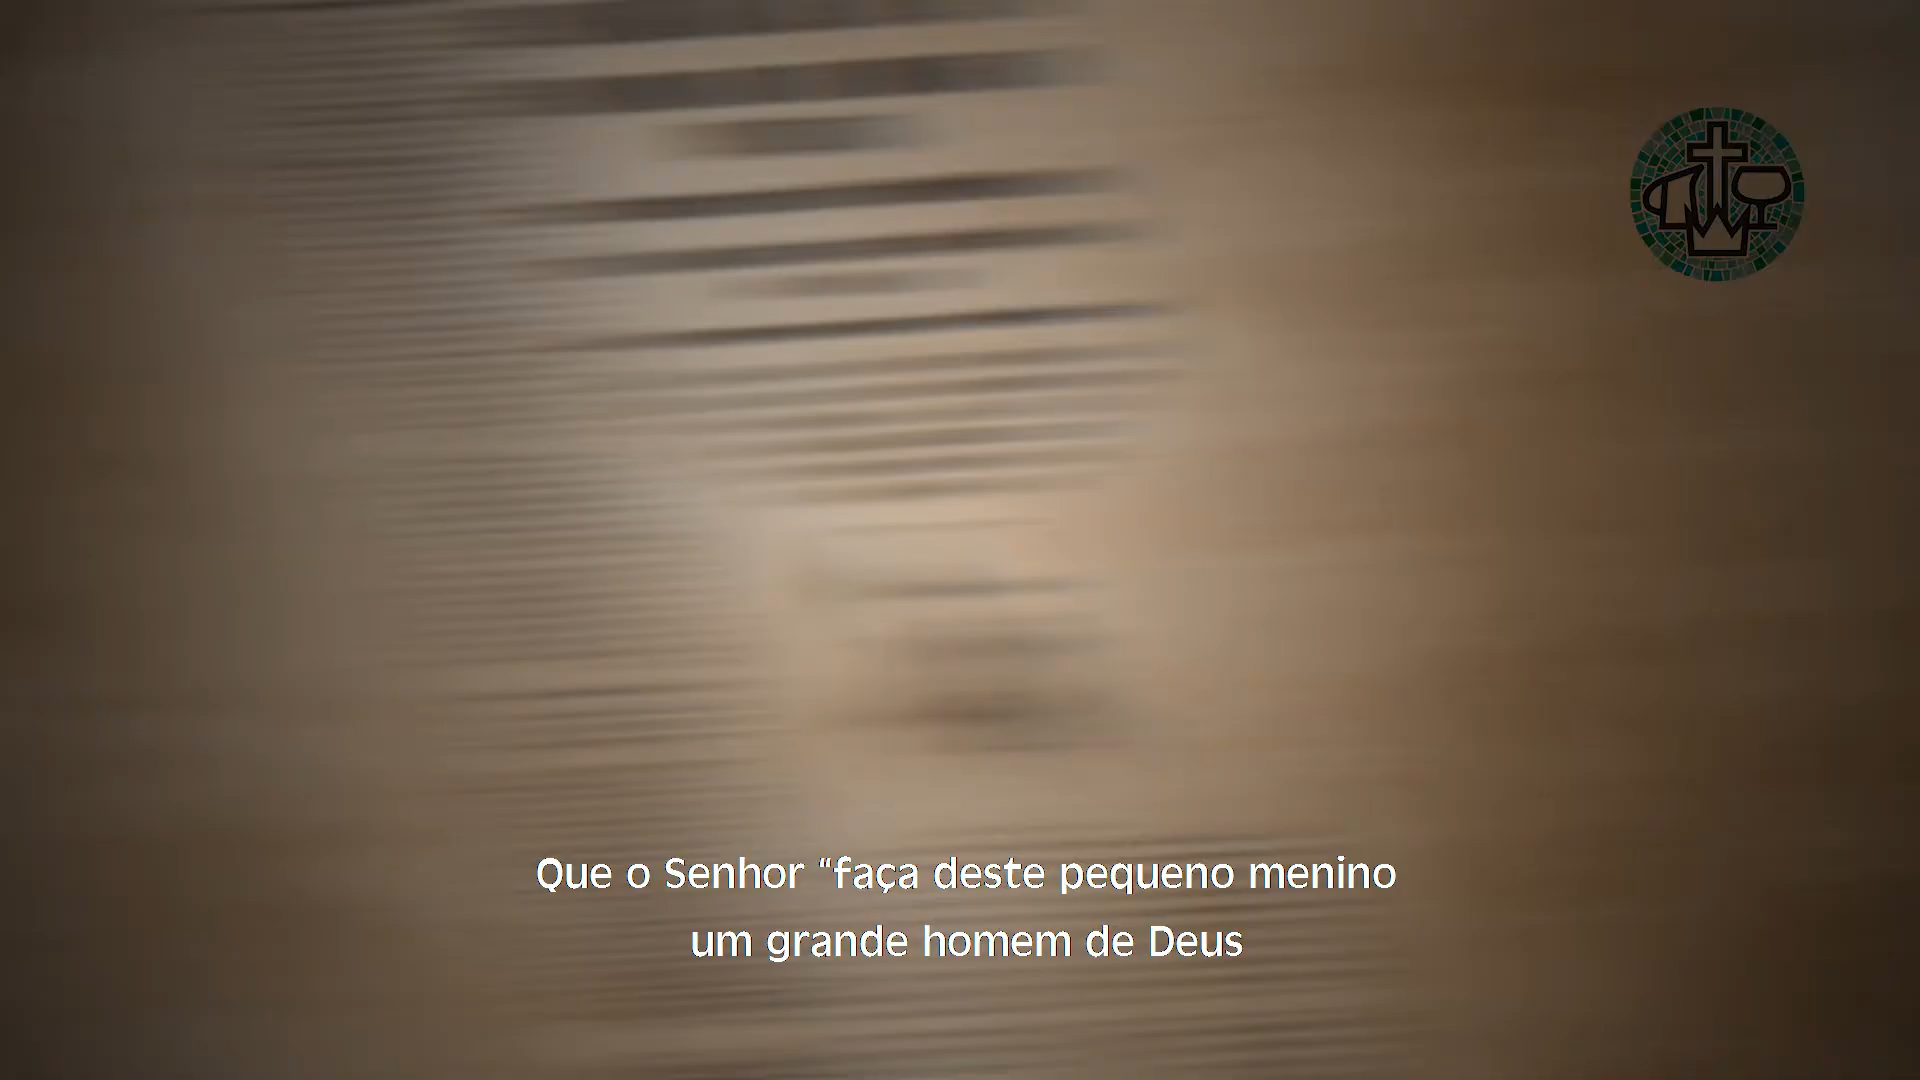 Que o Senhor “faça deste pequeno menino
um grande homem de Deus